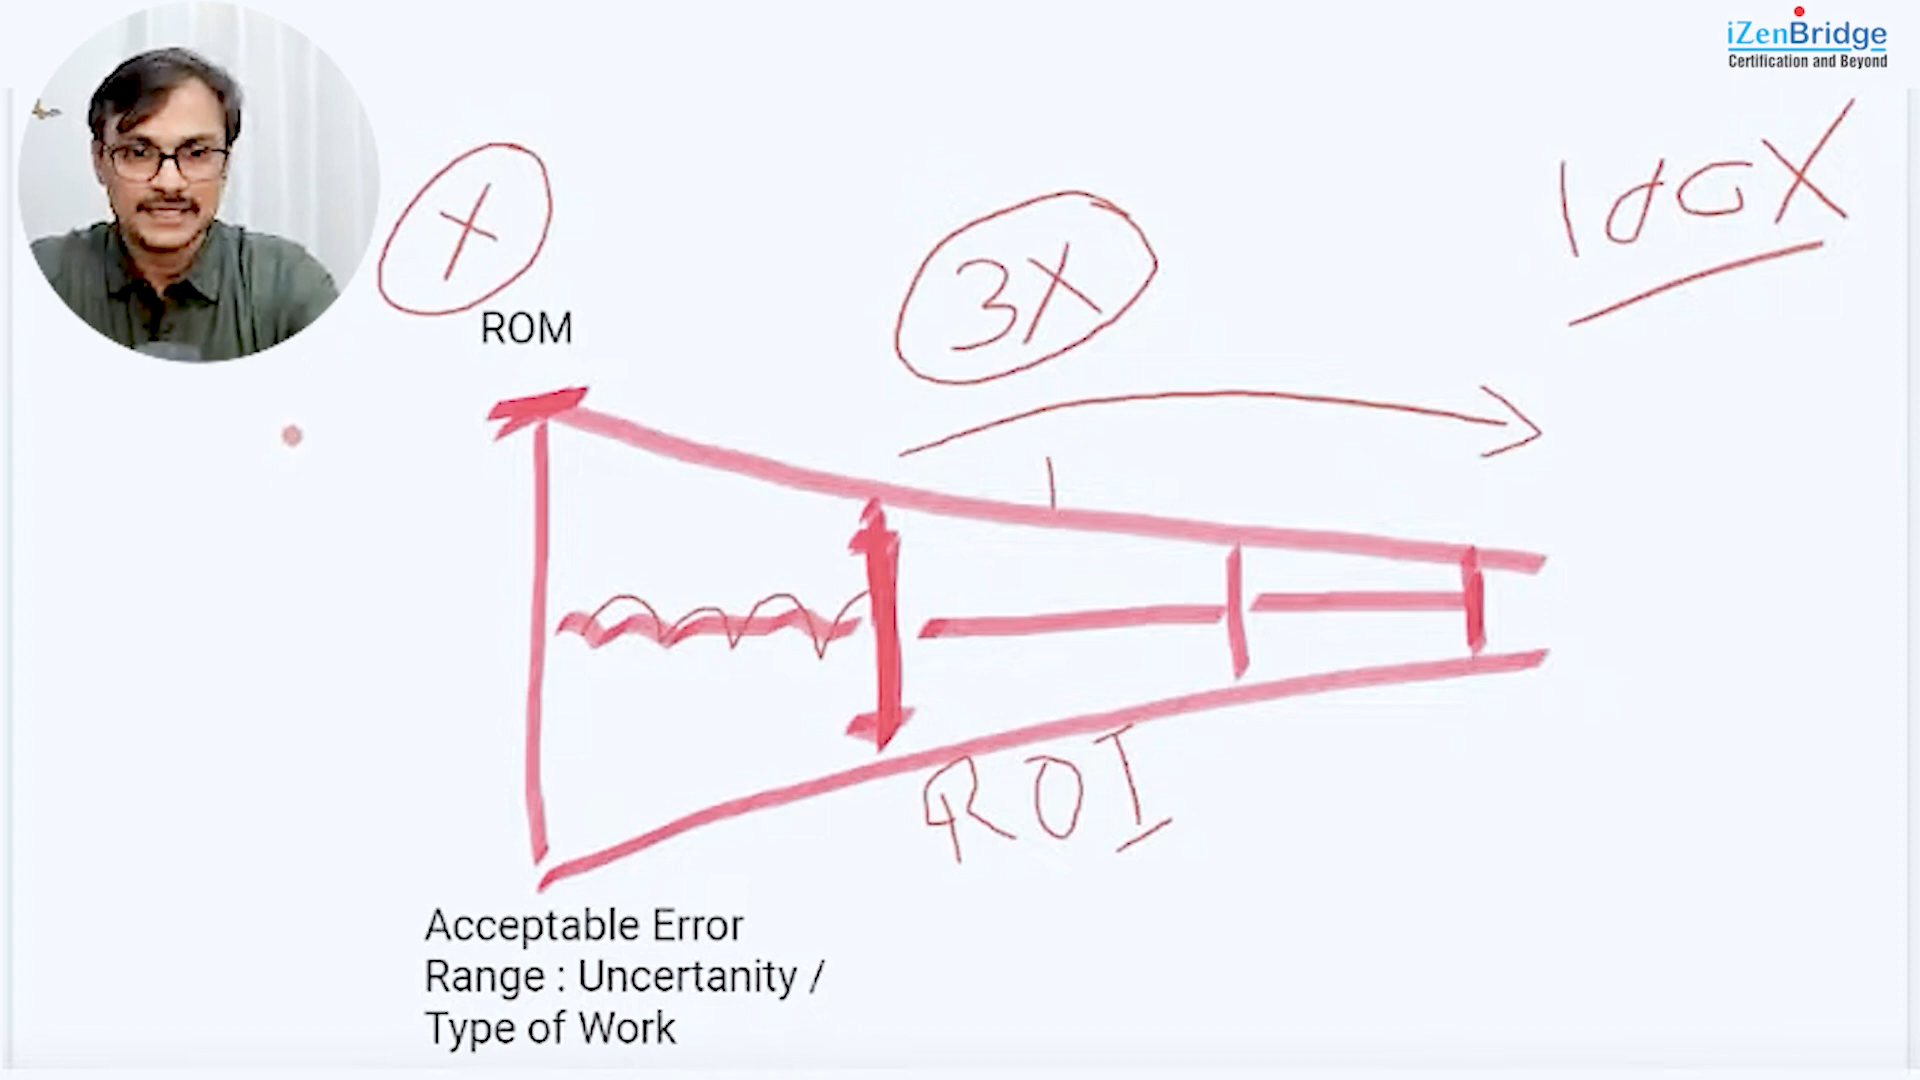 iZenBridge
Certification and Beyond
X
3X
100X
ROM
ROI
Acceptable Error
Range : Uncertanity /
Type of Work